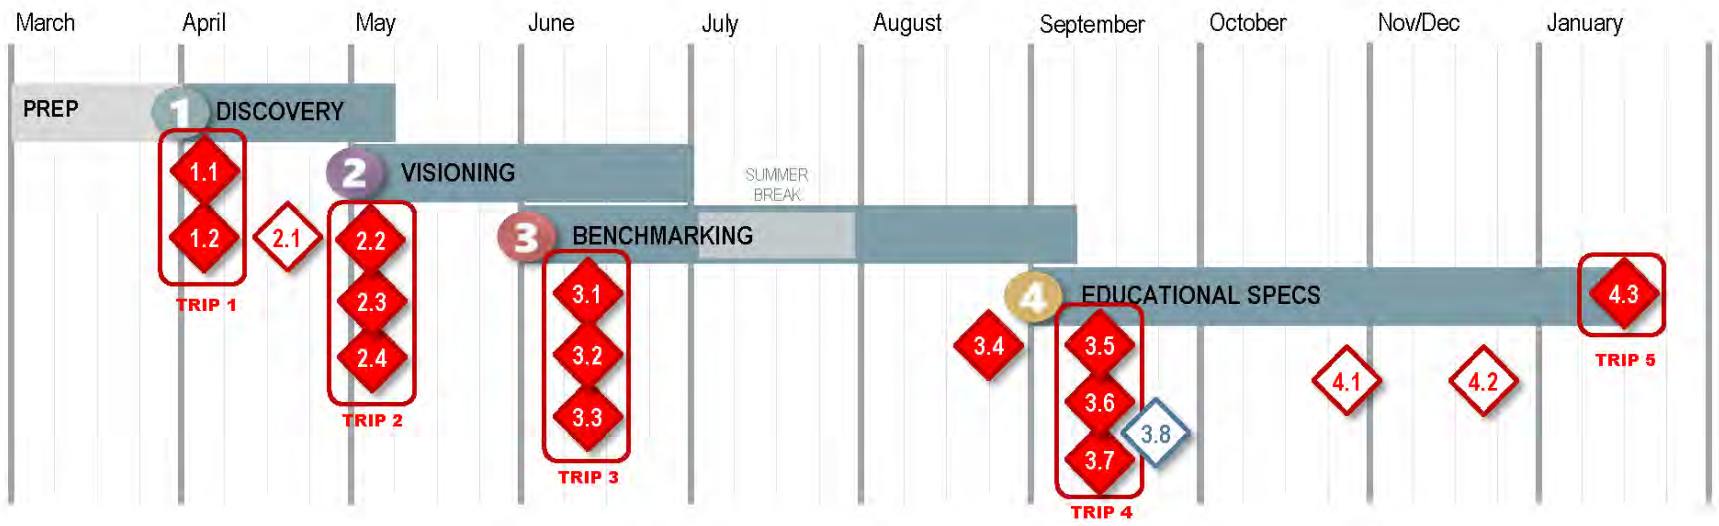 March April May June July August September October Nov/Dec January
PREP 1 DISCOVERY
1.1
2 VISIONING
SUMMER
BREAK
1.2 2.1 2.2
3 BENCHMARKING
TRIP 1
2.3
3.1
4 EDUCATIONAL SPECS
4.3
2.4
3.2
3.4 3.5
TRIP 5
TRIP 2
3.3
3.6
4.1 4.2
3.8
TRIP 3
3.7
TRIP 4